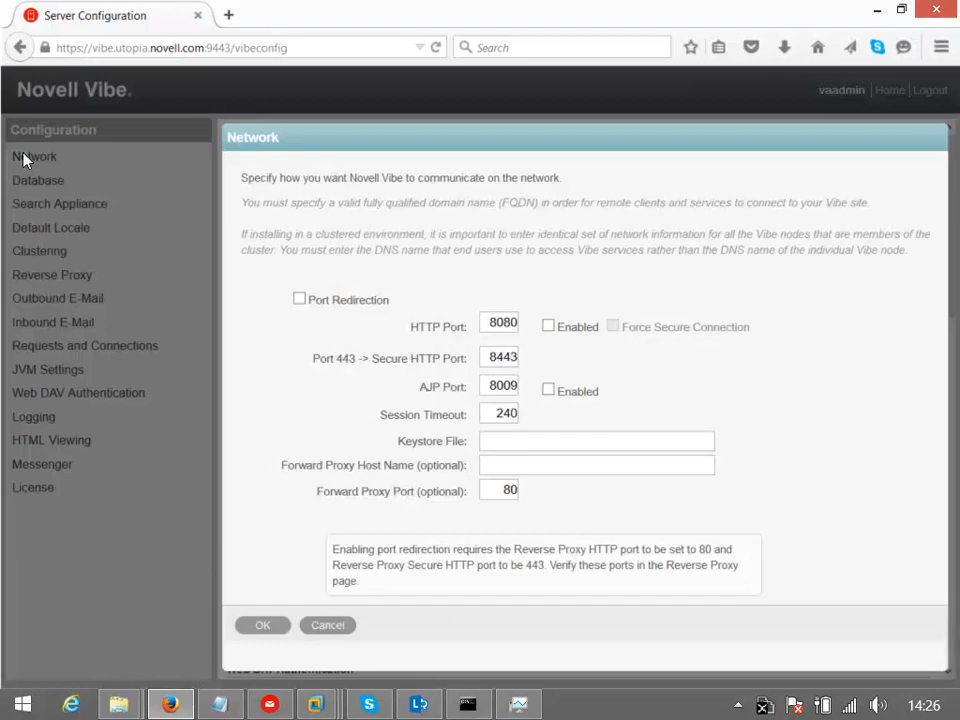 Server Configuration
https://vibe.utopia.novell.com:9443/vibeconfig
Search
Novell Vibe.
vaadmin | Home | Logout
Configuration
Network
Database
Search Appliance
Default Locale
Clustering
Reverse Proxy
Outbound E-Mail
Inbound E-Mail
Requests and Connections
JVM Settings
Web DAV Authentication
Logging
HTML Viewing
Messenger
License
Network
Specify how you want Novell Vibe to communicate on the network.
You must specify a valid fully qualified domain name (FQDN) in order for remote clients and services to connect to your Vibe site.
If installing in a clustered environment, it is important to enter identical set of network information for all the Vibe nodes that are members of the
cluster. You must enter the DNS name that end users use to access Vibe services rather than the DNS name of the individual Vibe node.
Port Redirection
HTTP Port: 8080 Enabled Force Secure Connection
Port 443 -> Secure HTTP Port: 8443
AJP Port: 8009 Enabled
Session Timeout: 240
Keystore File:
Forward Proxy Host Name (optional):
Forward Proxy Port (optional): 80
Enabling port redirection requires the Reverse Proxy HTTP port to be set to 80 and
Reverse Proxy Secure HTTP port to be 443. Verify these ports in the Reverse Proxy
page.
OK Cancel
14:26